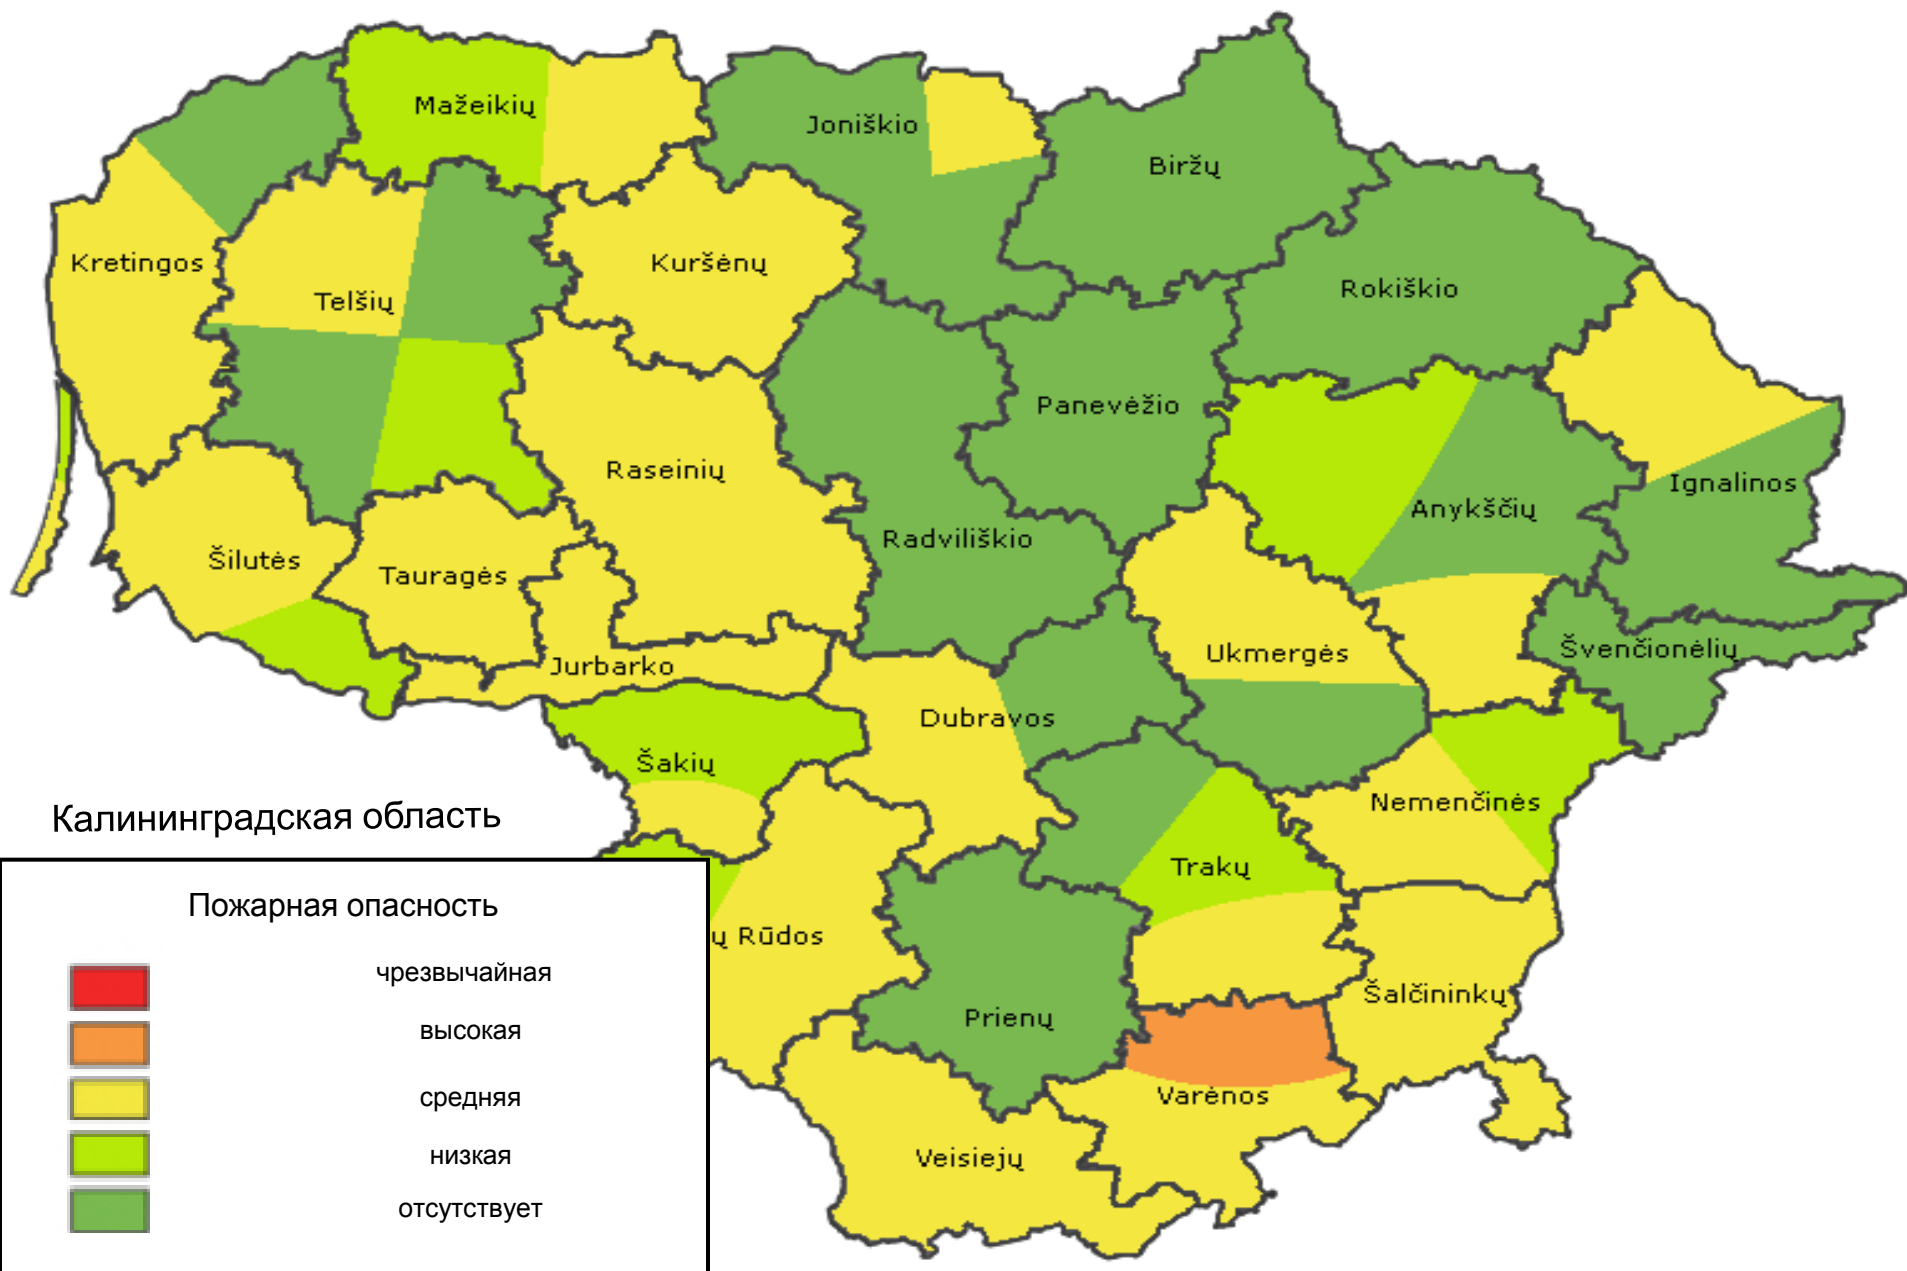 Mažeikių
Joniškio
Biržų
Kretingos
Telšių
Kuršėnų
Rokiškio
Panevėžio
Raseinių
Ignalinos
Anykščių
Radviliškio
Šilutės
Tauragės
Jurbarko
Ukmergės
Švenčionėlių
Dubravos
Šakių
Nemenčinės
Trakų
ų Rūdos
Šalčininkų
Prienų
Varėnos
Veisiejų
Калининградская область
Пожарная опасность
чрезвычайная
высокая
средняя
низкая
отсутствует